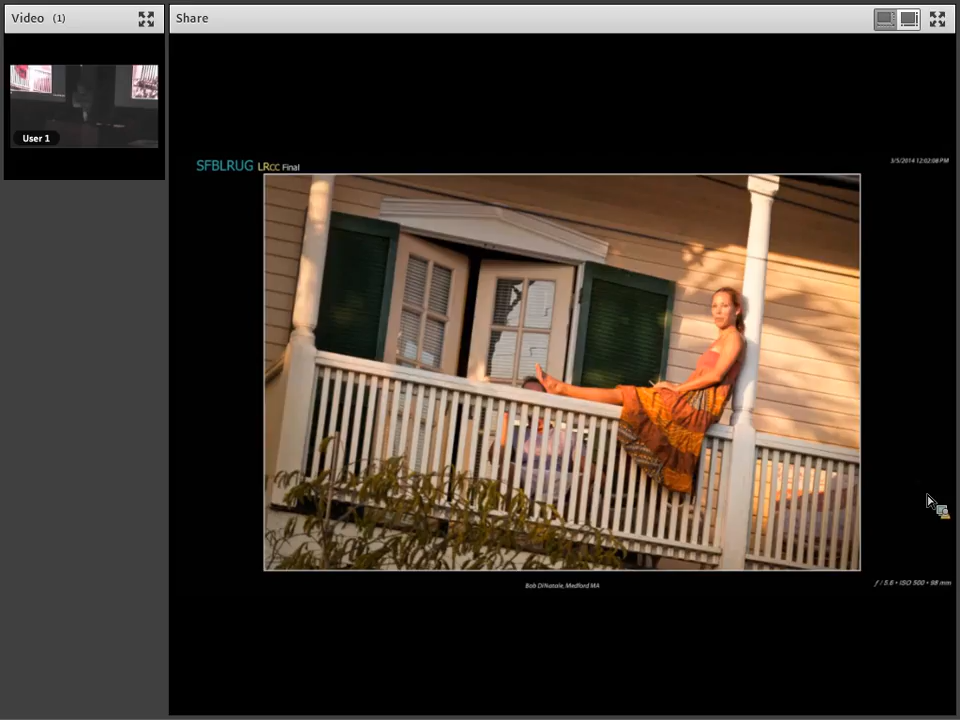 Video (1)
Share
User 1
SFBLRUG LRCC Final
3/5/2014 12:02:08 PM
Bob DiNatale, Medford MA
ƒ / 5.6 • ISO 500 • 98 mm